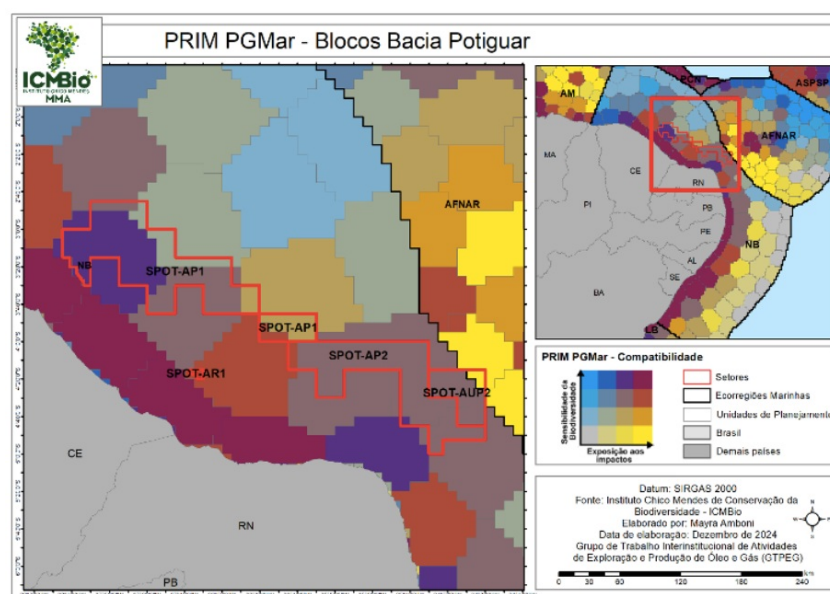 ICMBio
INSTITUTO CHICO MENDES
MMA
PRIM PGMar - Blocos Bacia Potiguar
AFNAR
NB
SPOT-AP1
SPOT-AP1
SPOT-AP2
SPOT-AR1
SPOT-AUP2
CE
RN
PB
AM
PCN
ASPSP
AFNAR
MA
CE
RN
PI
PB
PE
AL
SE
BA
NB
LB
PRIM PGMar - Compatibilidade
Sensibilidade da
Biodiversidade
Exposição aos
impactos
Setores
Ecorregiões Marinhas
Unidades de Planejamento
Brasil
Demais países
Datum: SIRGAS 2000
Fonte: Instituto Chico Mendes de Conservação da
Biodiversidade - ICMBio
Elaborado por: Mayra Amboni
Data de elaboração: Dezembro de 2024
Grupo de Trabalho Interinstitucional de Atividades
de Exploração e Produção de Óleo e Gás (GTPEG)
0 30 60 120 180 240
km